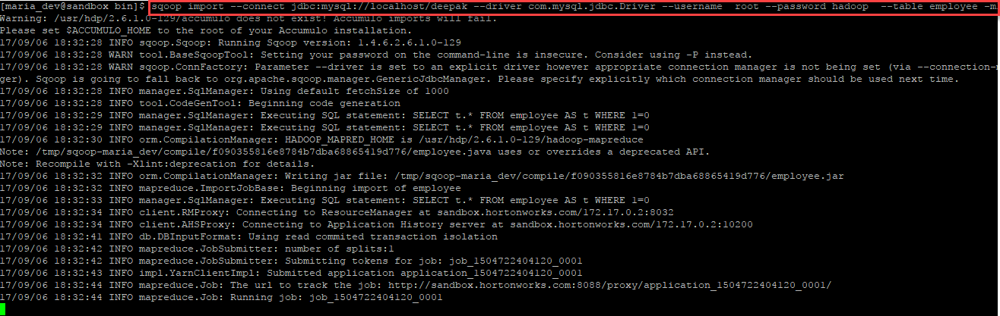 [maria_dev@sandbox bin]$ sqoop import --connect jdbc:mysql://localhost/deepak --driver com.mysql.jdbc.Driver --username  root --password hadoop  --table employee -m
Warning: /usr/hdp/2.6.1.0-129/accumulo does not exist! Accumulo imports will fail.
Please set $ACCUMULO_HOME to the root of your Accumulo installation.
17/09/06 18:32:28 INFO sqoop.Sqoop: Running Sqoop version: 1.4.6.2.6.1.0-129
17/09/06 18:32:28 WARN tool.BaseSqoopTool: Setting your password on the command-line is insecure. Consider using -P instead.
17/09/06 18:32:28 WARN sqoop.ConnFactory: Parameter --driver is set to an explicit driver however appropriate connection manager is not being set (via --connection-m
ger). Sqoop is going to fall back to org.apache.sqoop.manager.GenericJdbcManager. Please specify explicitly which connection manager should be used next time.
17/09/06 18:32:28 INFO manager.SqlManager: Using default fetchSize of 1000
17/09/06 18:32:28 INFO tool.CodeGenTool: Beginning code generation
17/09/06 18:32:29 INFO manager.SqlManager: Executing SQL statement: SELECT t.* FROM employee AS t WHERE 1=0
17/09/06 18:32:29 INFO manager.SqlManager: Executing SQL statement: SELECT t.* FROM employee AS t WHERE 1=0
17/09/06 18:32:30 INFO orm.CompilationManager: HADOOP_MAPRED_HOME is /usr/hdp/2.6.1.0-129/hadoop-mapreduce
Note: /tmp/sqoop-maria_dev/compile/f090355816e8784b7dba68865419d776/employee.java uses or overrides a deprecated API.
Note: Recompile with -Xlint:deprecation for details.
17/09/06 18:32:32 INFO orm.CompilationManager: Writing jar file: /tmp/sqoop-maria_dev/compile/f090355816e8784b7dba68865419d776/employee.jar
17/09/06 18:32:32 INFO mapreduce.ImportJobBase: Beginning import of employee
17/09/06 18:32:33 INFO manager.SqlManager: Executing SQL statement: SELECT t.* FROM employee AS t WHERE 1=0
17/09/06 18:32:34 INFO client.RMProxy: Connecting to ResourceManager at sandbox.hortonworks.com/172.17.0.2:8032
17/09/06 18:32:34 INFO client.AHSProxy: Connecting to Application History server at sandbox.hortonworks.com/172.17.0.2:10200
17/09/06 18:32:41 INFO db.DBInputFormat: Using read commited transaction isolation
17/09/06 18:32:42 INFO mapreduce.JobSubmitter: number of splits:1
17/09/06 18:32:42 INFO mapreduce.JobSubmitter: Submitting tokens for job: job_1504722404120_0001
17/09/06 18:32:43 INFO impl.YarnClientImpl: Submitted application application_1504722404120_0001
17/09/06 18:32:44 INFO mapreduce.Job: The url to track the job: http://sandbox.hortonworks.com:8088/proxy/application_1504722404120_0001/
17/09/06 18:32:44 INFO mapreduce.Job: Running job: job_1504722404120_0001